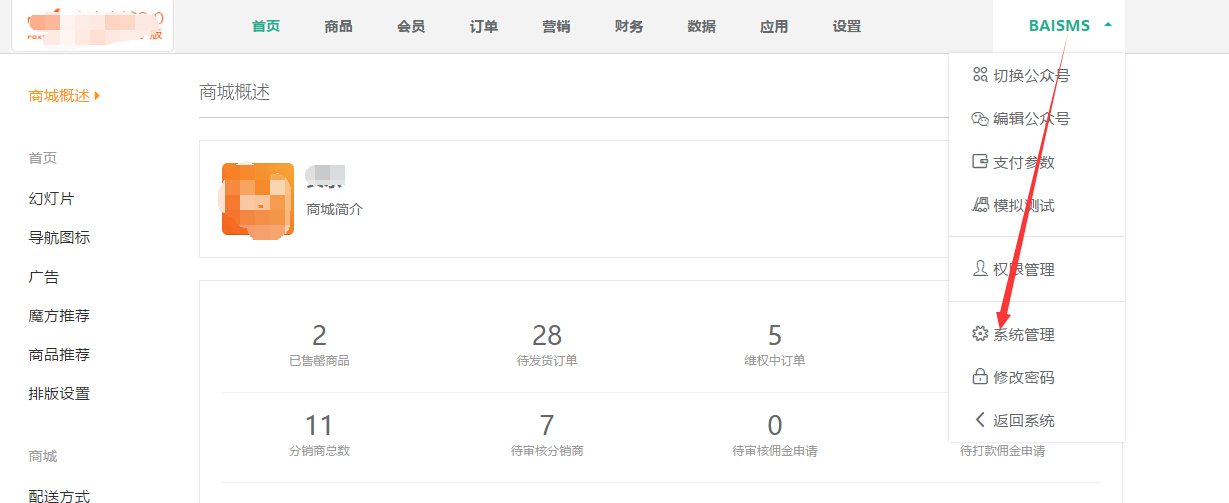 首页 商品 会员 订单 营销 财务 数据 应用 设置 BAISMS
商城概述
首页
幻灯片
导航图标
广告
魔方推荐
商品推荐
排版设置
商城
配送方式
商城概述
商城简介
2 28 5
已售罄商品 待发货订单 维权中订单
11 7 0
分销商总数 待审核分销商 待审核佣金申请 待打款佣金申请
切换公众号
编辑公众号
支付参数
模拟测试
权限管理
系统管理
修改密码
返回系统